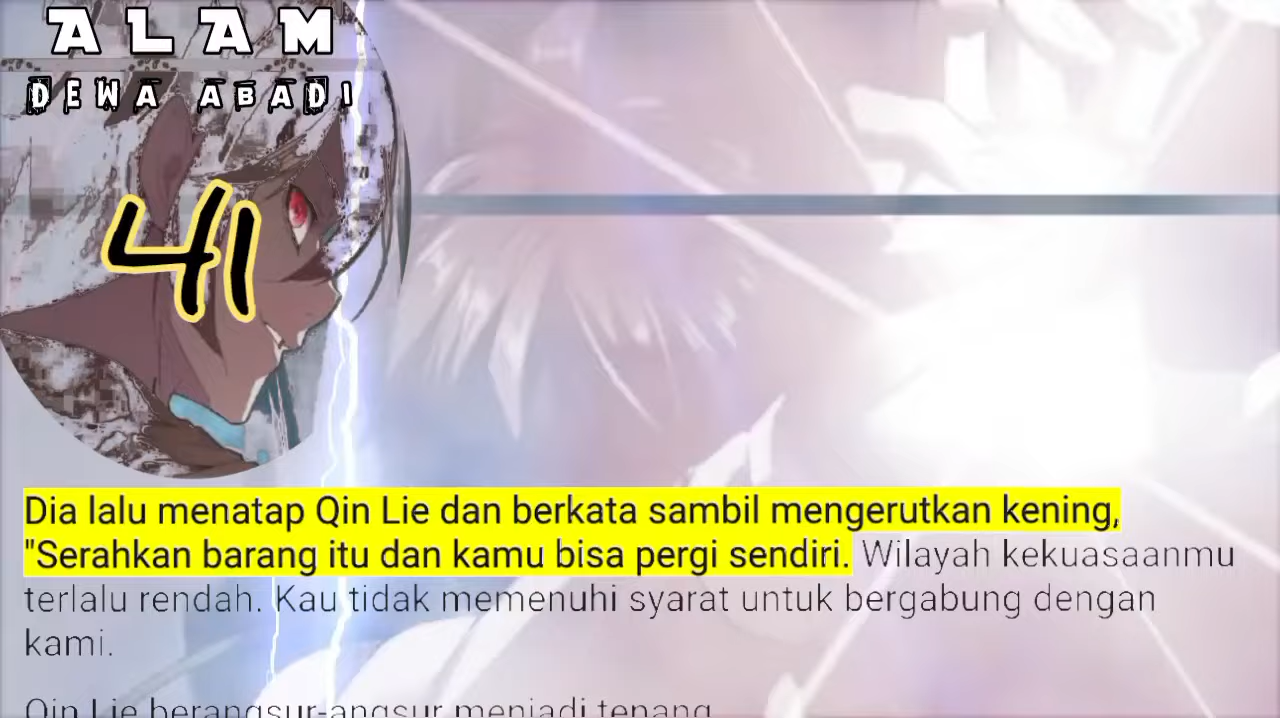 ALAM
DEWA ABADI
41
Dia lalu menatap Qin Lie dan berkata sambil mengerutkan kening,
"Serahkan barang itu dan kamu bisa pergi sendiri. Wilayah kekuasaanmu
terlalu rendah. Kau tidak memenuhi syarat untuk bergabung dengan
kami.
Qin Lie berangsur-angsur menjadi tenang